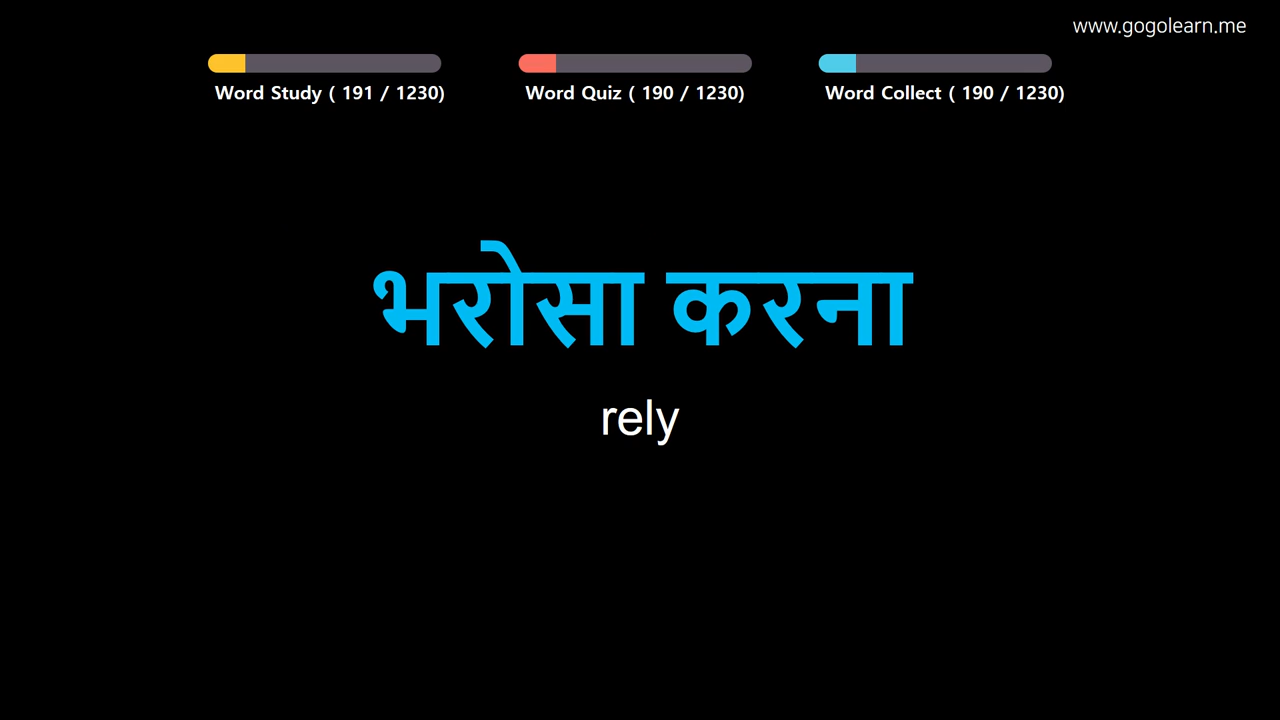 www.gogolearn.me
Word Study ( 191 / 1230)
Word Quiz ( 190 / 1230)
Word Collect ( 190 / 1230)
भरोसा करना
rely